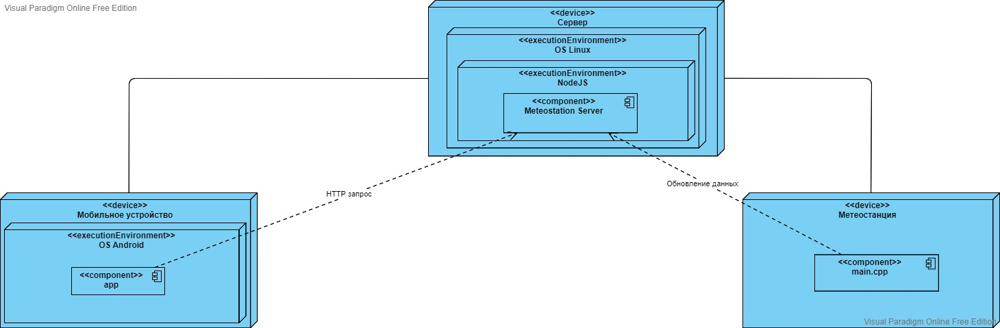 Visual Paradigm Online Free Edition
<<device>>
Сервер
<<executionEnvironment>>
OS Linux
<<executionEnvironment>>
NodeJS
<<component>>
Meteostation Server
HTTP запрос
Обновление данных
<<device>>
Мобильное устройство
<<executionEnvironment>>
OS Android
<<component>>
app
<<device>>
Метеостанция
<<component>>
main.cpp
Visual Paradigm Online Free Edition